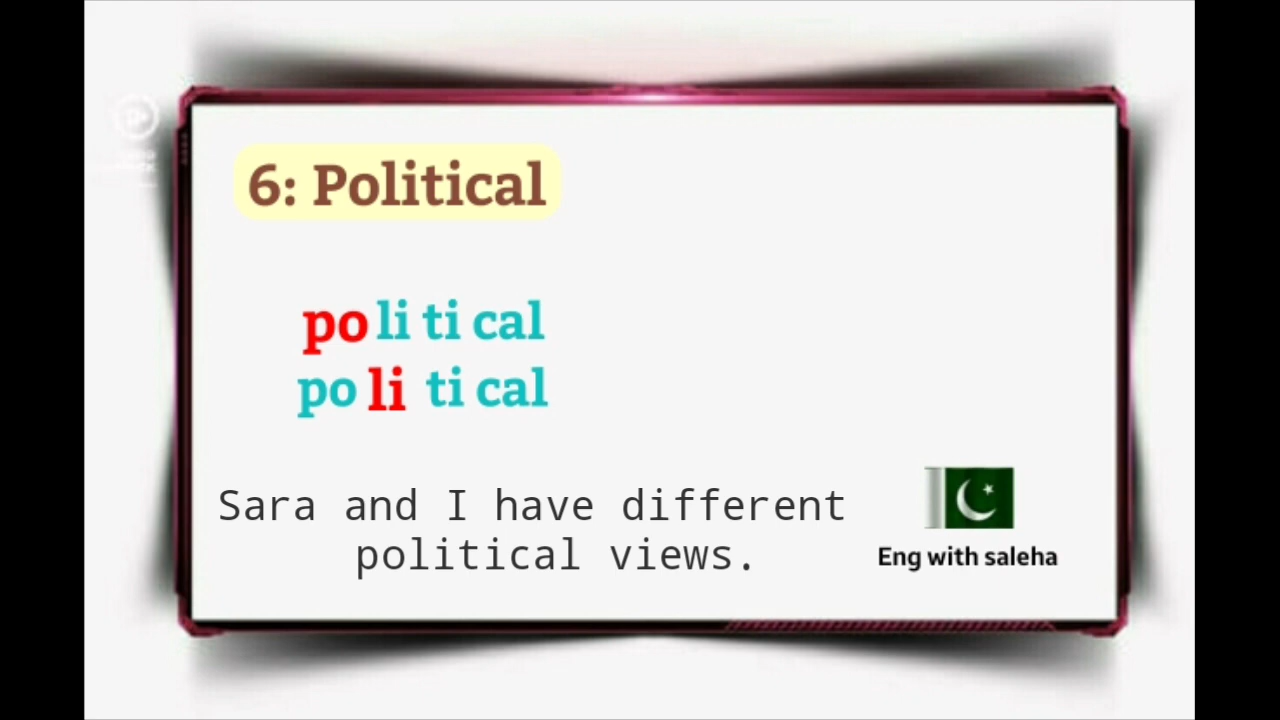 6: Political
po li ti cal
po li ti cal
Sara and I have different
political views.
Eng with saleha